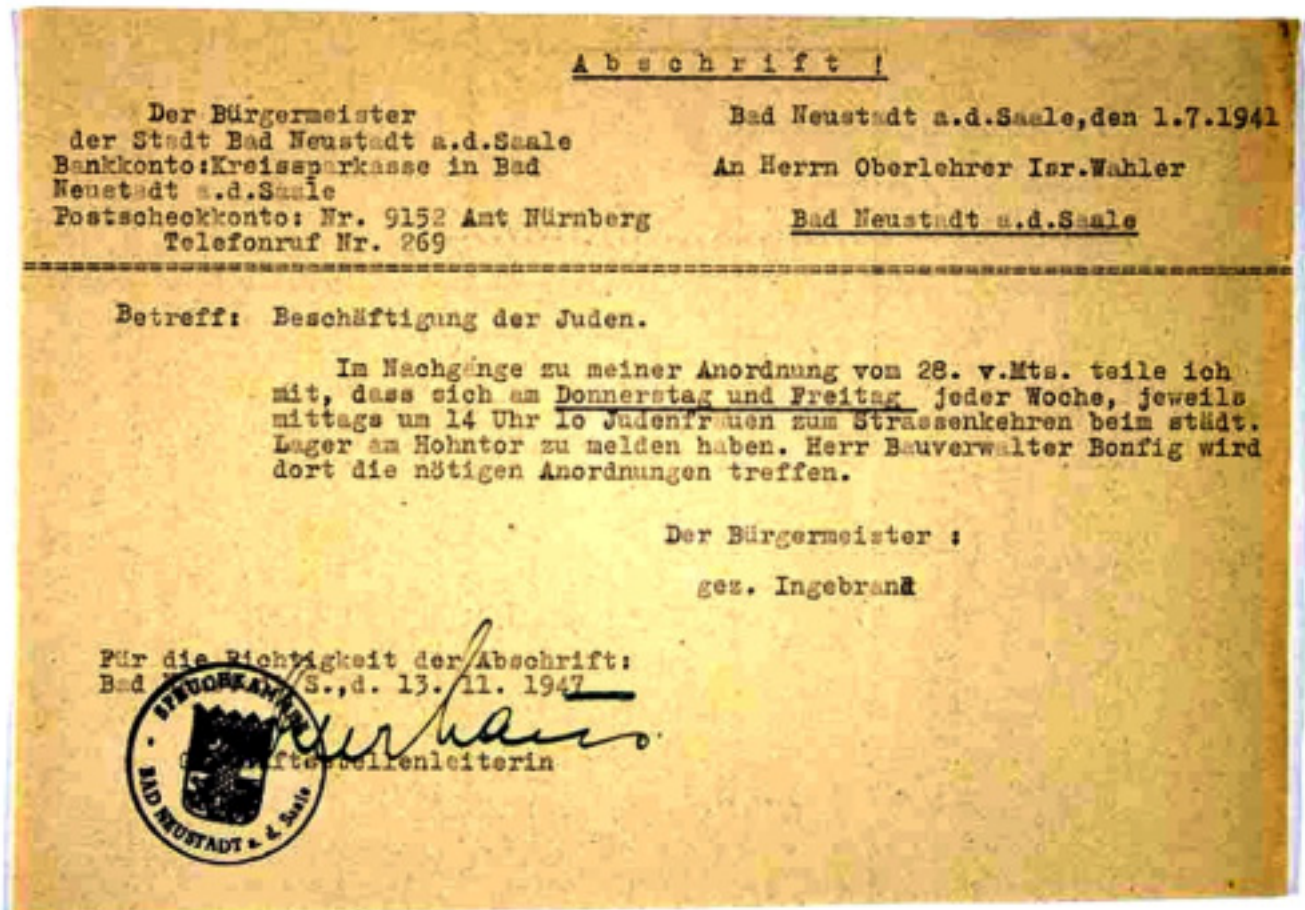 Abschrift !
Der Bürgermeister
der Stadt Bad Neustadt a.d.Saale
Bankkonto:Kreissparkasse in Bad
Neustadt a.d.Saale
Postscheckkonto: Nr. 9152 Amt Nürnberg
Telefonruf Nr. 269
Bad Neustadt a.d.Saale,den 1.7.1941
An Herrn Oberlehrer Isr.Wahler
Bad Neustadt a.d.Saale
Betreff: Beschäftigung der Juden.
Im Nachgange zu meiner Anordnung vom 28. v.Mts. teile ich
mit, dass sich am Donnerstag und Freitag jeder Woche, jeweils
mittags um 14 Uhr 1o Judenfrauen zum Strassenkehren beim städt.
Lager am Hohntor zu melden haben. Herr Bauverwalter Bonfig wird
dort die nötigen Anordnungen treffen.
Der Bürgermeister :
gez. Ingebrand
Für die Richtigkeit der Abschrift:
Bad S.,d. 13. 11. 1947
SPRUCHKAMMER
BAD NEUSTADT a. d. Saale